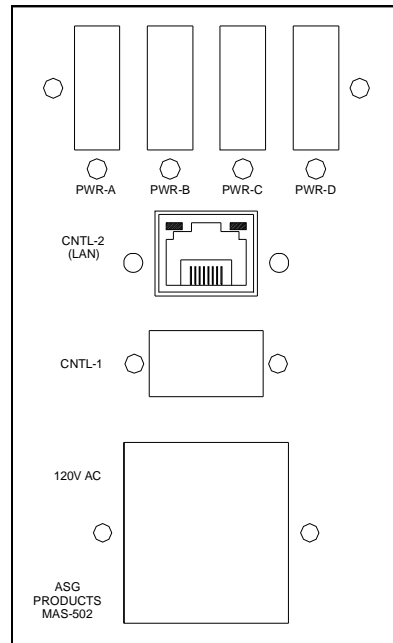 PWR-A PWR-B PWR-C PWR-D
CNTL-2
(LAN)
CNTL-1
120V AC
ASG
PRODUCTS
MAS-502